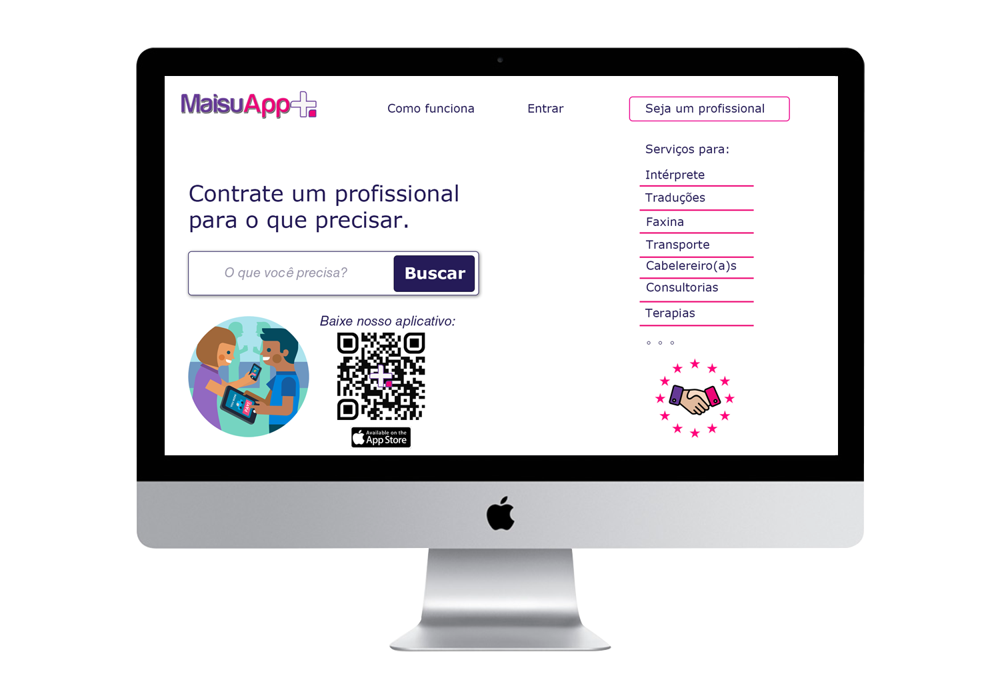 MaisuApp
Como funciona
Entrar
Seja um profissional
Serviços para:
Intérprete
Traduções
Faxina
Transporte
Cabelereiro(a)s
Consultorias
Terapias
Contrate um profissional
para o que precisar.
O que você precisa?
Buscar
Baixe nosso aplicativo:
PAY!
Available on the
App Store